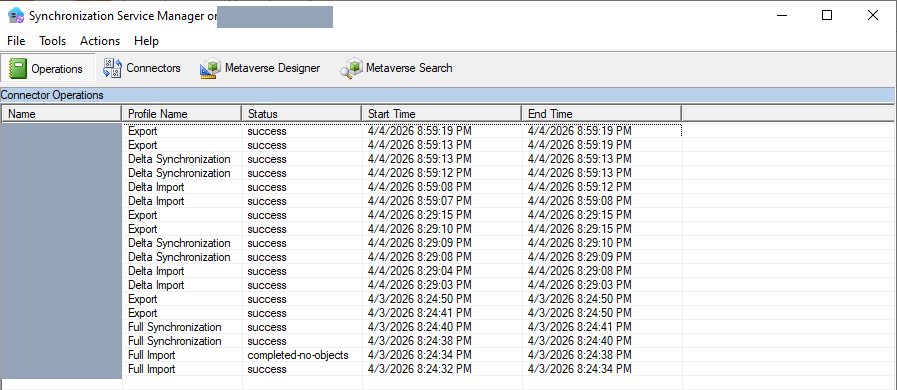 Synchronization Service Manager on
File Tools Actions Help
Operations Connectors Metaverse Designer Metaverse Search
Connector Operations
Name Profile Name Status Start Time End Time
Export success 4/4/2026 8:59:19 PM 4/4/2026 8:59:19 PM
Export success 4/4/2026 8:59:13 PM 4/4/2026 8:59:19 PM
Delta Synchronization success 4/4/2026 8:59:13 PM 4/4/2026 8:59:13 PM
Delta Synchronization success 4/4/2026 8:59:12 PM 4/4/2026 8:59:13 PM
Delta Import success 4/4/2026 8:59:08 PM 4/4/2026 8:59:12 PM
Delta Import success 4/4/2026 8:59:07 PM 4/4/2026 8:59:08 PM
Export success 4/4/2026 8:29:15 PM 4/4/2026 8:29:15 PM
Export success 4/4/2026 8:29:10 PM 4/4/2026 8:29:15 PM
Delta Synchronization success 4/4/2026 8:29:09 PM 4/4/2026 8:29:10 PM
Delta Synchronization success 4/4/2026 8:29:08 PM 4/4/2026 8:29:09 PM
Delta Import success 4/4/2026 8:29:04 PM 4/4/2026 8:29:08 PM
Delta Import success 4/4/2026 8:29:03 PM 4/4/2026 8:29:03 PM
Export success 4/3/2026 8:24:50 PM 4/3/2026 8:24:50 PM
Export success 4/3/2026 8:24:41 PM 4/3/2026 8:24:50 PM
Full Synchronization success 4/3/2026 8:24:40 PM 4/3/2026 8:24:41 PM
Full Synchronization success 4/3/2026 8:24:38 PM 4/3/2026 8:24:40 PM
Full Import completed-no-objects 4/3/2026 8:24:34 PM 4/3/2026 8:24:38 PM
Full Import success 4/3/2026 8:24:32 PM 4/3/2026 8:24:34 PM